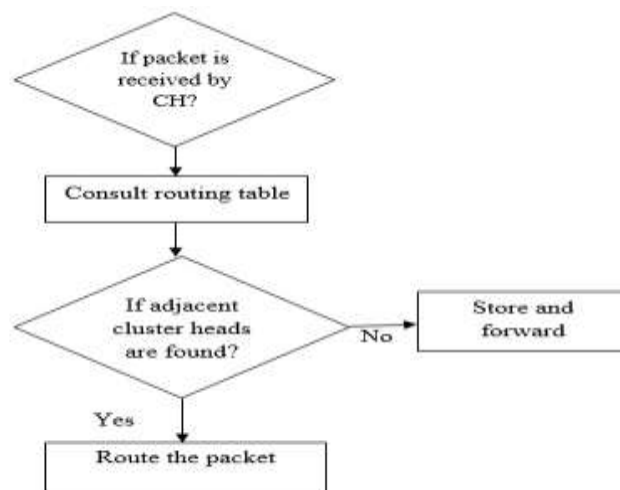 If packet is
received by
CH?
Consult routing table
If adjacent
cluster heads
are found?
No
Store and
forward
Yes
Route the packet